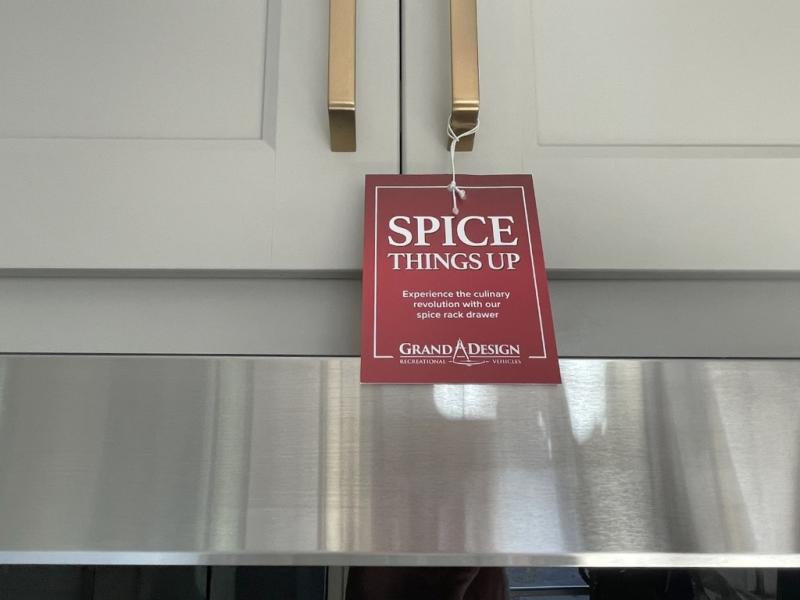 SPICE
THINGS UP
Experience the culinary
revolution with our
spice rack drawer
GRAND DESIGN
RECREATIONAL VEHICLES